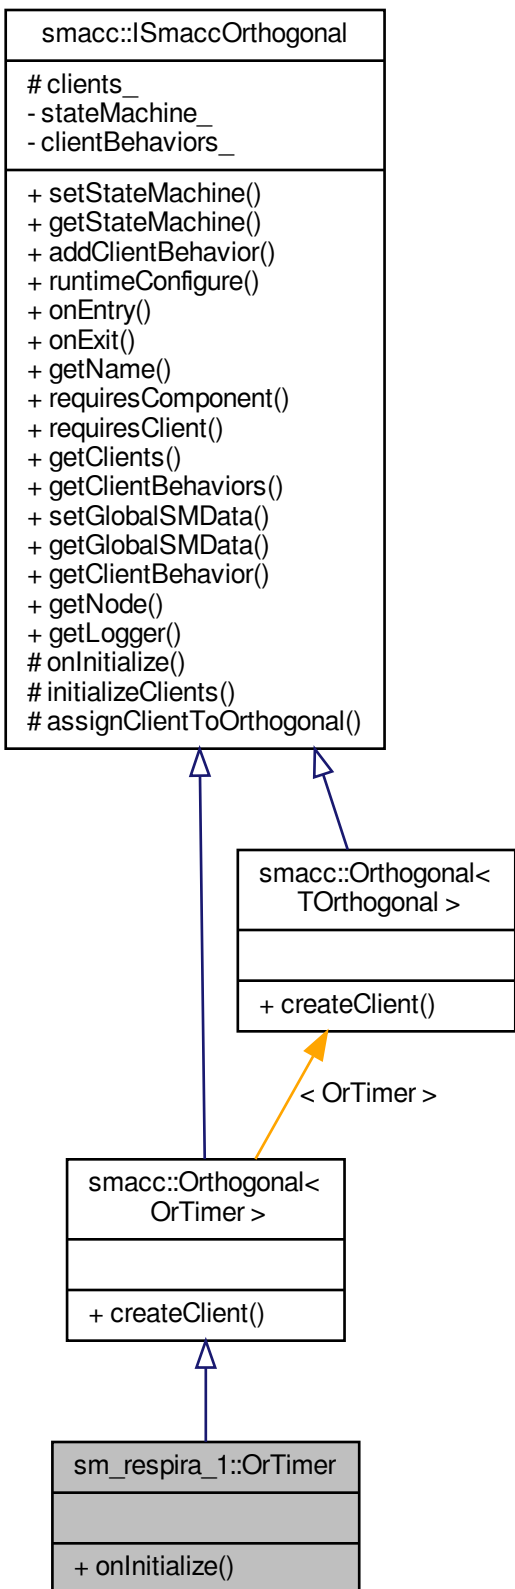 smacc::ISmaccOrthogonal
# clients_
- stateMachine_
- clientBehaviors_
+ setStateMachine()
+ getStateMachine()
+ addClientBehavior()
+ runtimeConfigure()
+ onEntry()
+ onExit()
+ getName()
+ requiresComponent()
+ requiresClient()
+ getClients()
+ getClientBehaviors()
+ setGlobalSMData()
+ getGlobalSMData()
+ getClientBehavior()
+ getNode()
+ getLogger()
# onInitialize()
# initializeClients()
# assignClientToOrthogonal()
smacc::Orthogonal<
TOrthogonal >
+ createClient()
< OrTimer >
smacc::Orthogonal<
OrTimer >
+ createClient()
sm_respira_1::OrTimer
+ onInitialize()